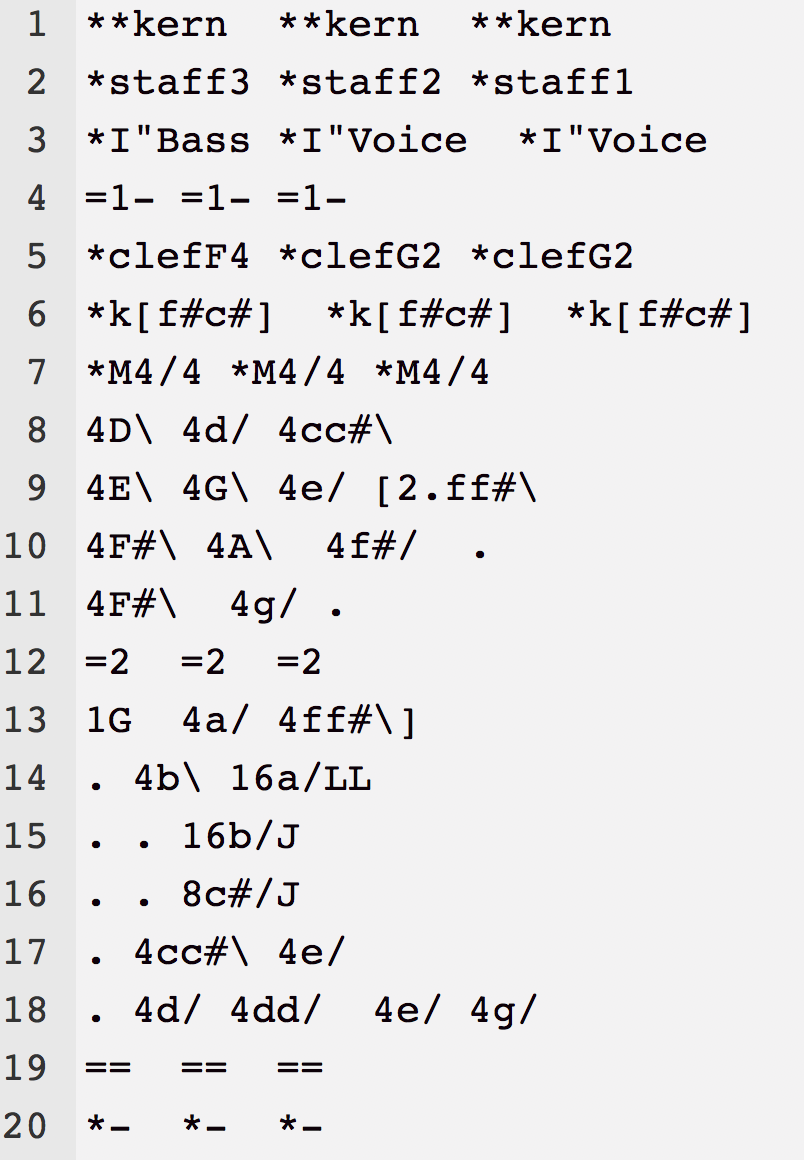 1 **kern **kern **kern
2 *staff3 *staff2 *staff1
3 *I"Bass *I"Voice *I"Voice
4 =1- =1- =1-
5 *clefF4 *clefG2 *clefG2
6 *k[f#c#] *k[f#c#] *k[f#c#]
7 *M4/4 *M4/4 *M4/4
8 4D\ 4d/ 4cc#\
9 4E\ 4G\ 4e/ [2.ff#\
10 4F#\ 4A\ 4f#/ .
11 4F#\ 4g/ .
12 =2 =2 =2
13 1G 4a/ 4ff#\]
14 . 4b\ 16a/LL
15 . . 16b/J
16 . . 8c#/J
17 . 4cc#\ 4e/
18 . 4d/ 4dd/ 4e/ 4g/
19 == == ==
20 *- *- *-